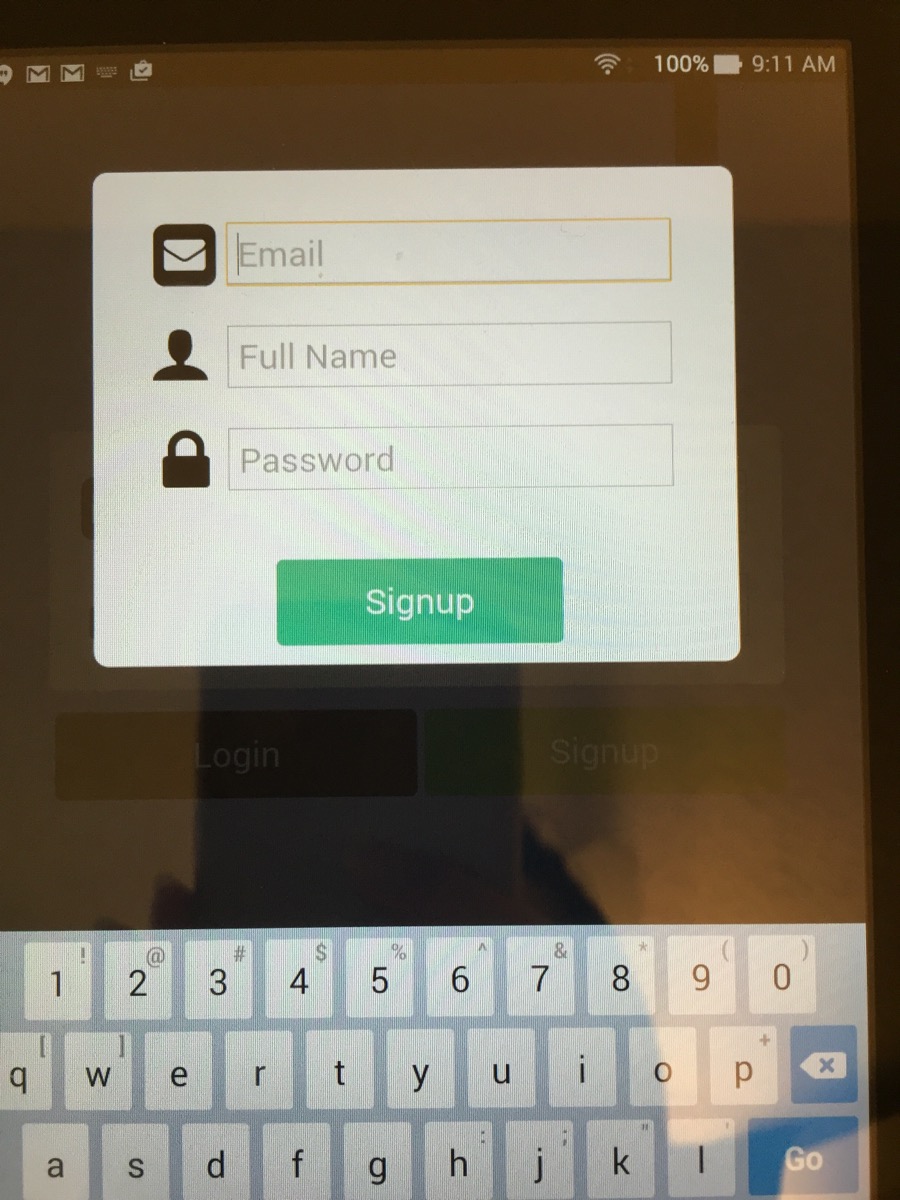 100% 9:11 AM
Email
Full Name
Password
Signup
Login Signup
! @ # $ % ^ & * ( )
1 2 3 4 5 6 7 8 9 0
[ ] +
q w e r t y u i o p
: ; " '
a s d f g h j k l Go